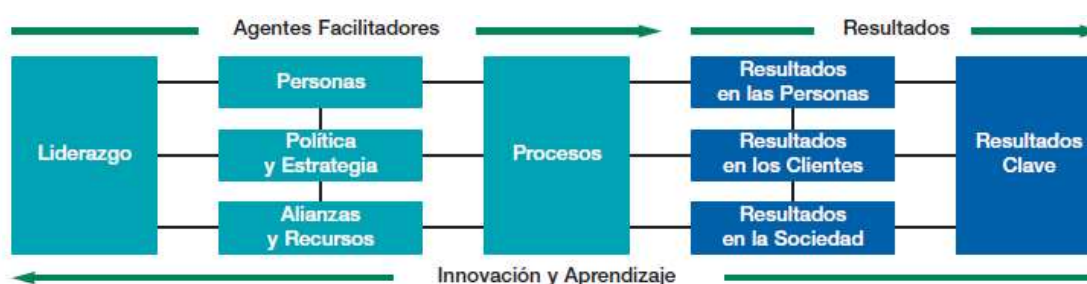 Agentes Facilitadores
Resultados
Liderazgo
Personas
Política
y Estrategia
Alianzas
y Recursos
Procesos
Resultados
en las Personas
Resultados
en los Clientes
Resultados
en la Sociedad
Resultados
Clave
Innovación y Aprendizaje